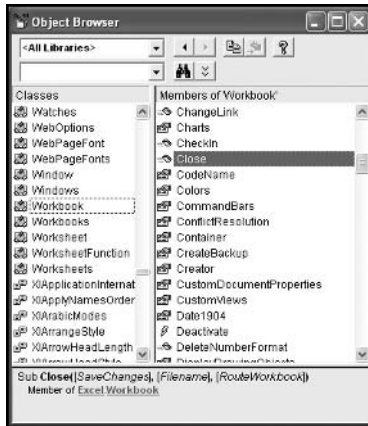 Object Browser
<All Libraries>
Classes
Watches
WebOptions
WebPageFont
WebPageFonts
Window
Windows
Workbook
Workbooks
Worksheet
WorksheetFunction
Worksheets
XlApplicationInternat
XlApplyNamesOrder
XlArabicModes
XlArrangeStyle
XlArrowHeadLength
XlArrowHeadStyle
Members of 'Workbook'
ChangeLink
Charts
CheckIn
Close
CodeName
Colors
CommandBars
ConflictResolution
Container
CreateBackup
Creator
CustomDocumentProperties
CustomViews
Date1904
Deactivate
DeleteNumberFormat
DisplayDrawingObjects
Sub Close([SaveChanges], [Filename], [RouteWorkbook])
Member of Excel.Workbook